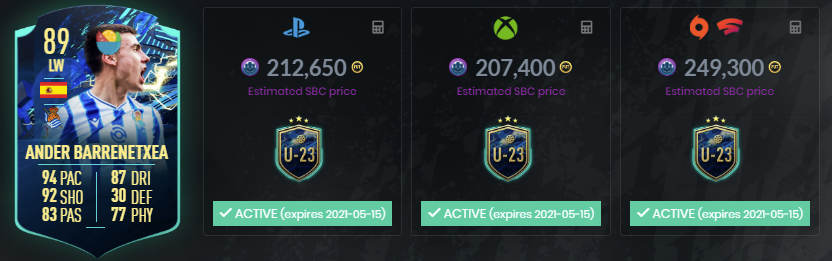 89
LW
ANDER BARRENETXEA
94 PAC 87 DRI
92 SHO 30 DEF
83 PAS 77 PHY
212,650
Estimated SBC price
U-23
ACTIVE (expires 2021-05-15)
207,400
Estimated SBC price
U-23
ACTIVE (expires 2021-05-15)
249,300
Estimated SBC price
U-23
ACTIVE (expires 2021-05-15)